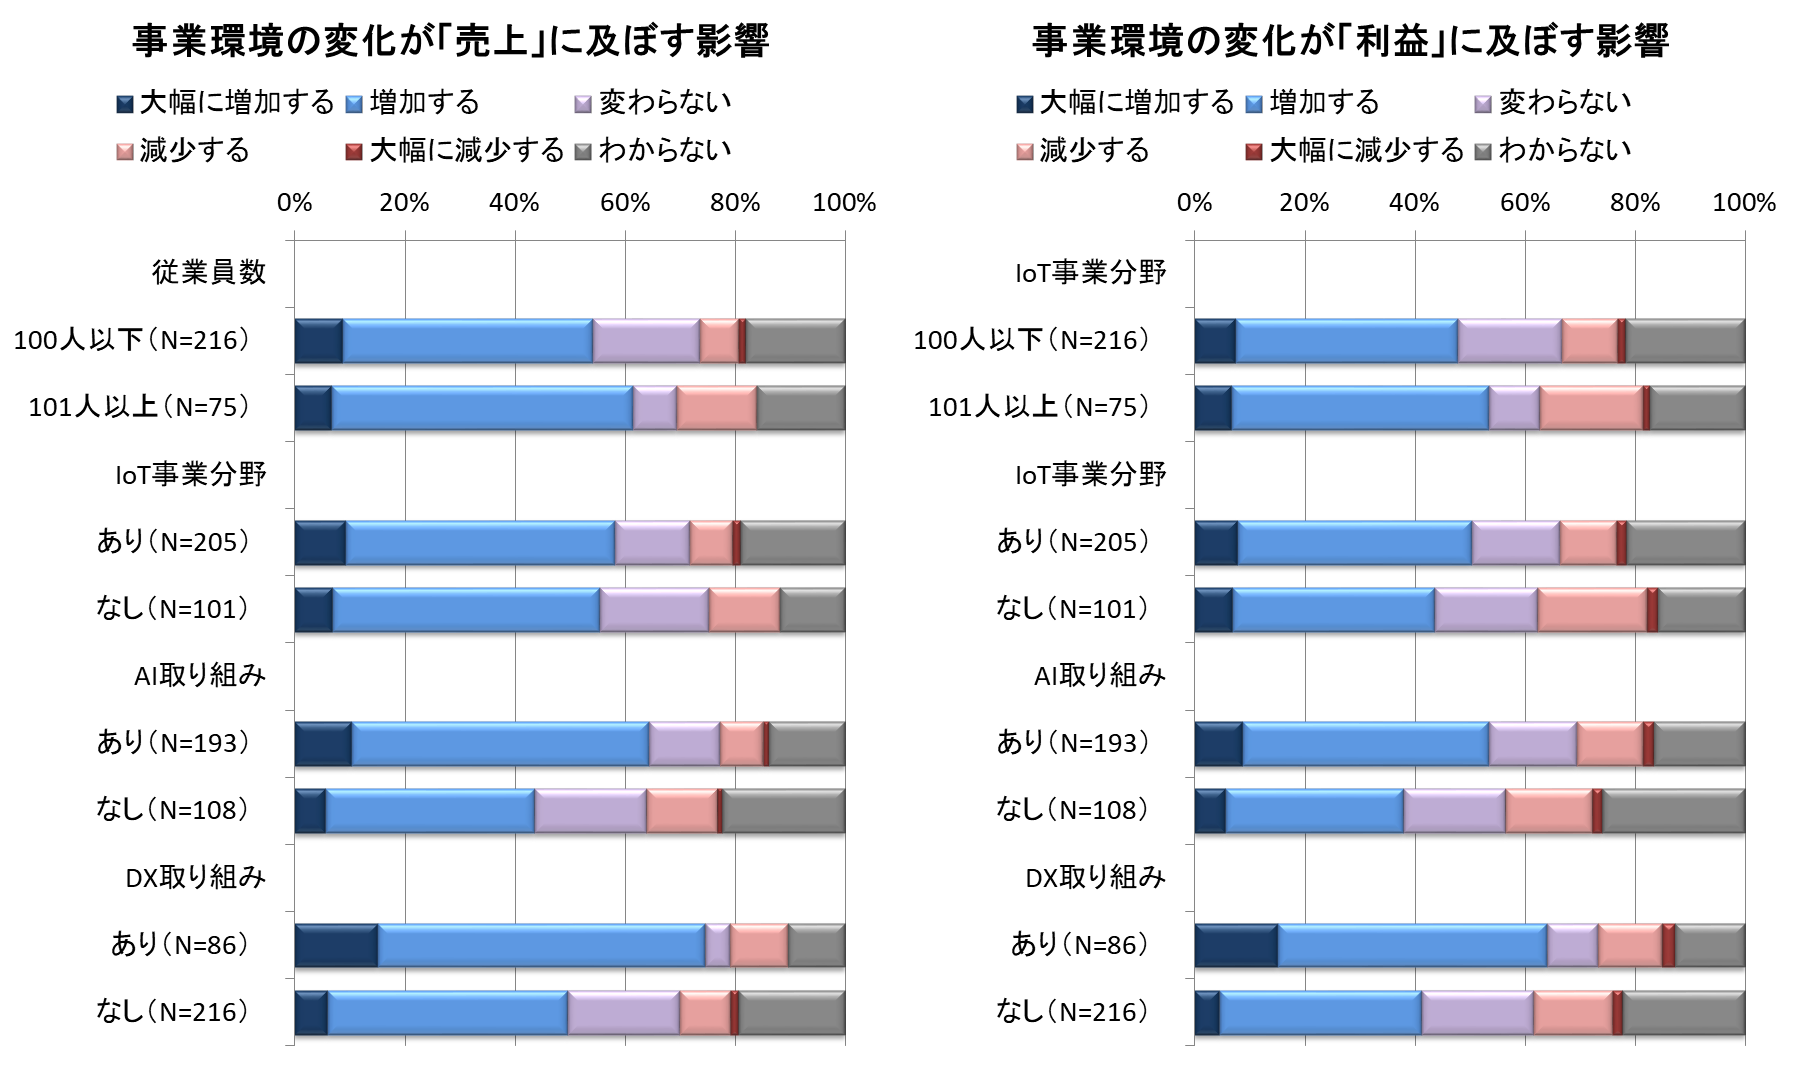 事業環境の変化が「売上」に及ぼす影響
大幅に増加する 増加する 変わらない
減少する 大幅に減少する わからない
0% 20% 40% 60% 80% 100%
従業員数
100人以下（N=216）
101人以上（N=75）
IoT事業分野
あり（N=205）
なし（N=101）
AI取り組み
あり（N=193）
なし（N=108）
DX取り組み
あり（N=86）
なし（N=216）
事業環境の変化が「利益」に及ぼす影響
大幅に増加する 増加する 変わらない
減少する 大幅に減少する わからない
0% 20% 40% 60% 80% 100%
IoT事業分野
100人以下（N=216）
101人以上（N=75）
IoT事業分野
あり（N=205）
なし（N=101）
AI取り組み
あり（N=193）
なし（N=108）
DX取り組み
あり（N=86）
なし（N=216）